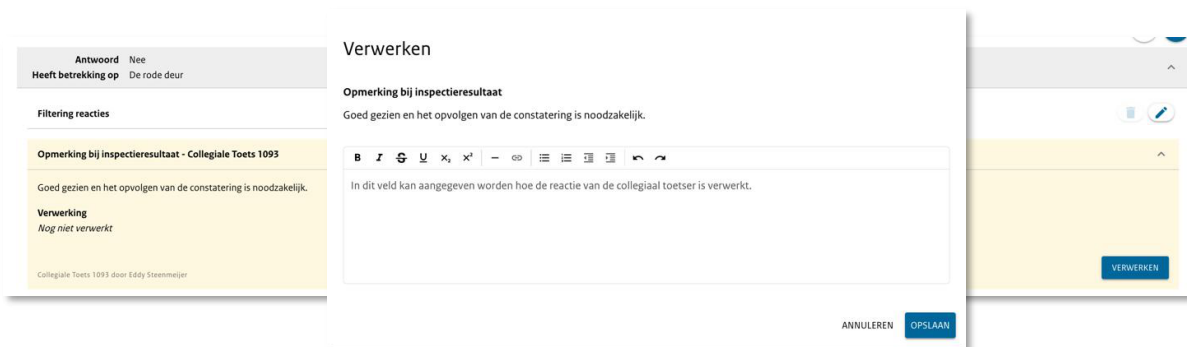 Antwoord Nee
Heeft betrekking op De rode deur
Filtering reacties
Opmerking bij inspectieresultaat - Collegiale Toets 1093
Goed gezien en het opvolgen van de constatering is noodzakelijk.
Verwerking
Nog niet verwerkt
Collegiale Toets 1093 door Eddy Steenmeijer
Verwerken
Opmerking bij inspectieresultaat
Goed gezien en het opvolgen van de constatering is noodzakelijk.
B I S U X₂ X²
In dit veld kan aangegeven worden hoe de reactie van de collegiaal toetser is verwerkt.
ANNULEREN OPSLAAN
VERWERKEN